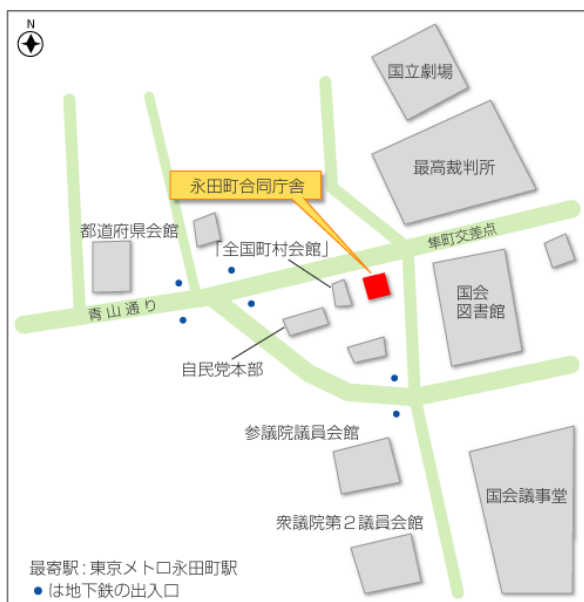 N
国立劇場
最高裁判所
永田町合同庁舎
都道府県会館
「全国町村会館」
隼町交差点
国会
図書館
青山通り
自民党本部
参議院議員会館
国会議事堂
衆議院第２議員会館
最寄駅：東京メトロ永田町駅
●は地下鉄の出入口